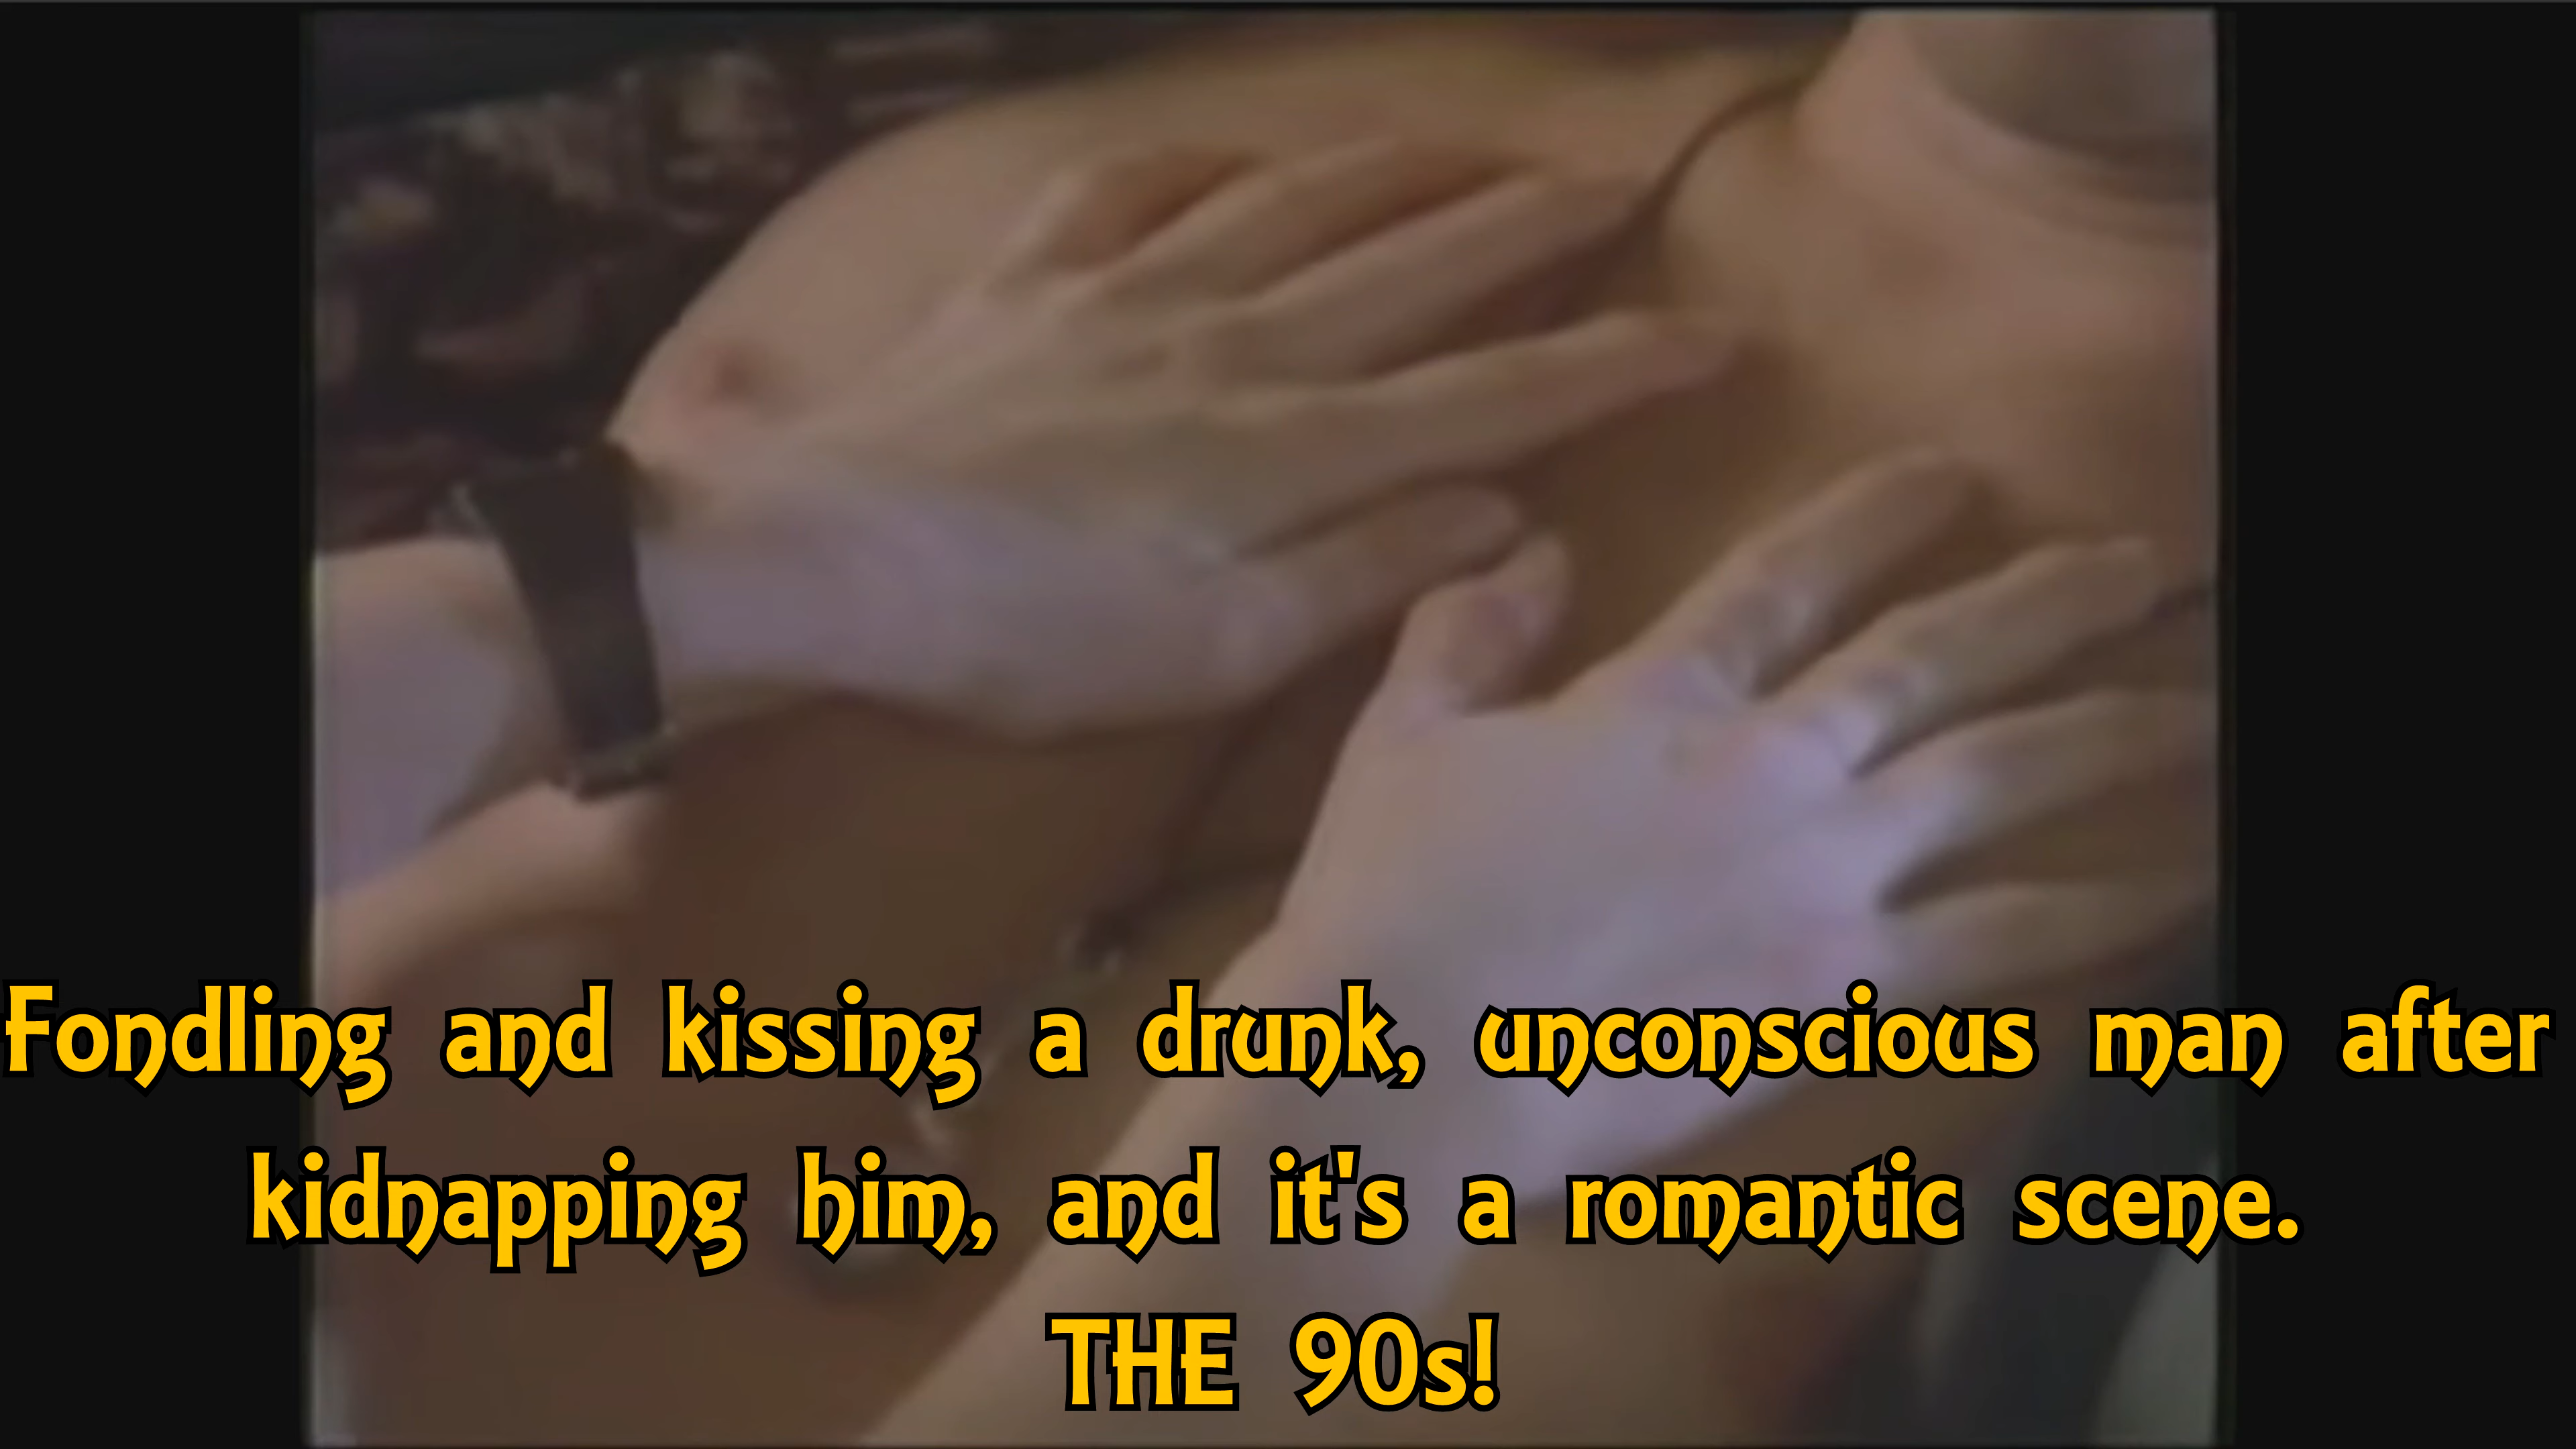 Fondling and kissing a drunk, unconscious man after
kidnapping him, and it's a romantic scene.
THE 90s!